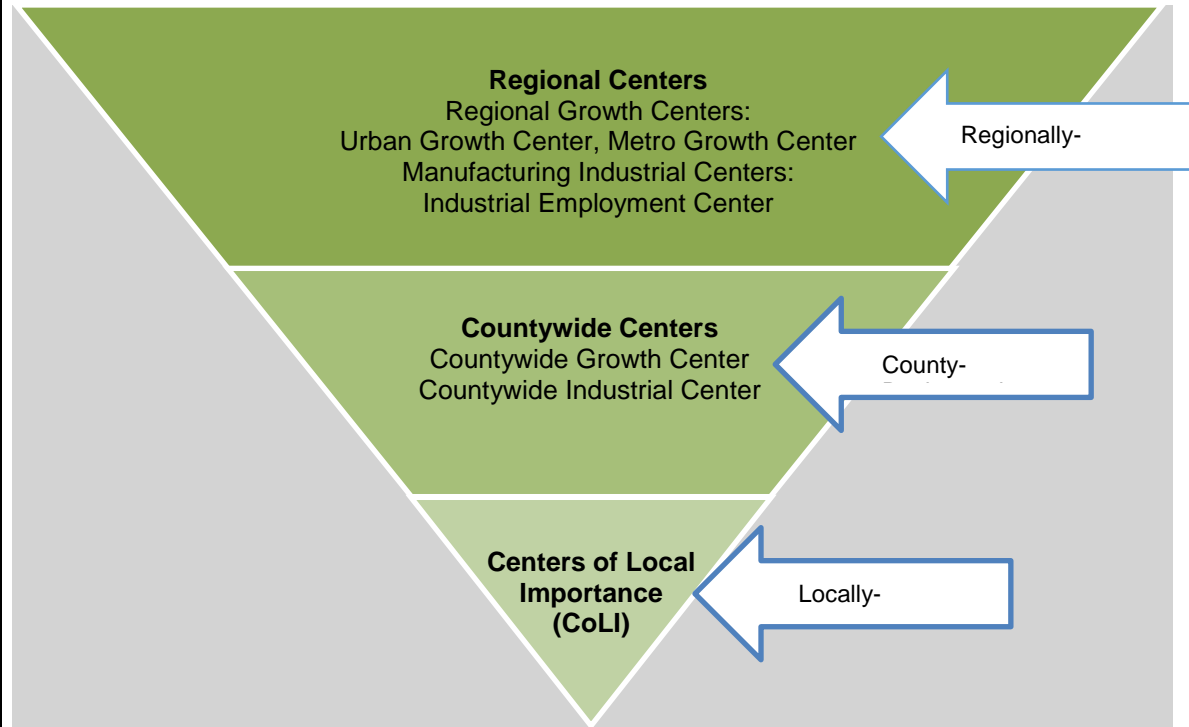 Regional Centers
Regional Growth Centers:
Urban Growth Center, Metro Growth Center
Manufacturing Industrial Centers:
Industrial Employment Center
Regionally-
Countywide Centers
Countywide Growth Center
Countywide Industrial Center
County-
Centers of Local
Importance
(CoLI)
Locally-